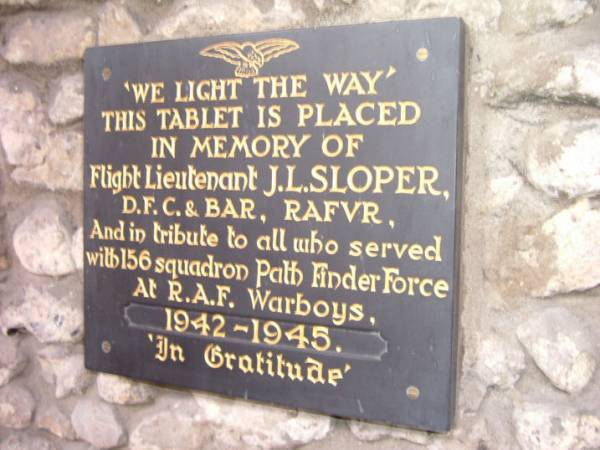 'WE LIGHT THE WAY'
THIS TABLET IS PLACED
IN MEMORY OF
Flight Lieutenant J.L.SLOPER,
D.F.C.& BAR, RAFVR,
And in tribute to all who served
with 156 squadron Path Finder Force
At R.A.F. Warboys,
1942-1945.
'In Gratitude'